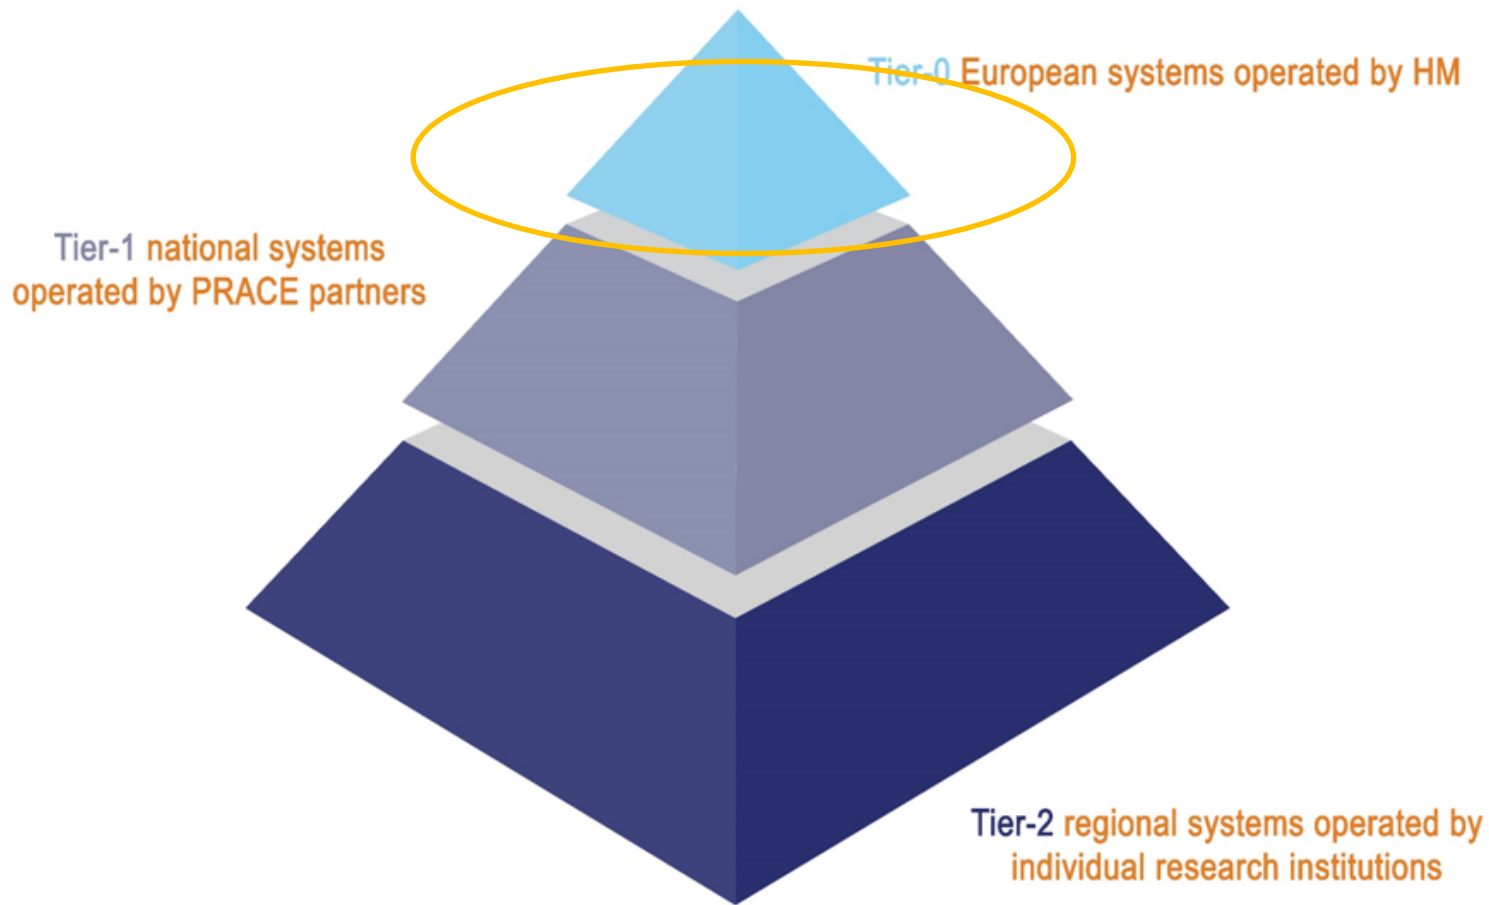 Tier-0 European systems operated by HM
Tier-1 national systems
operated by PRACE partners
Tier-2 regional systems operated by
individual research institutions